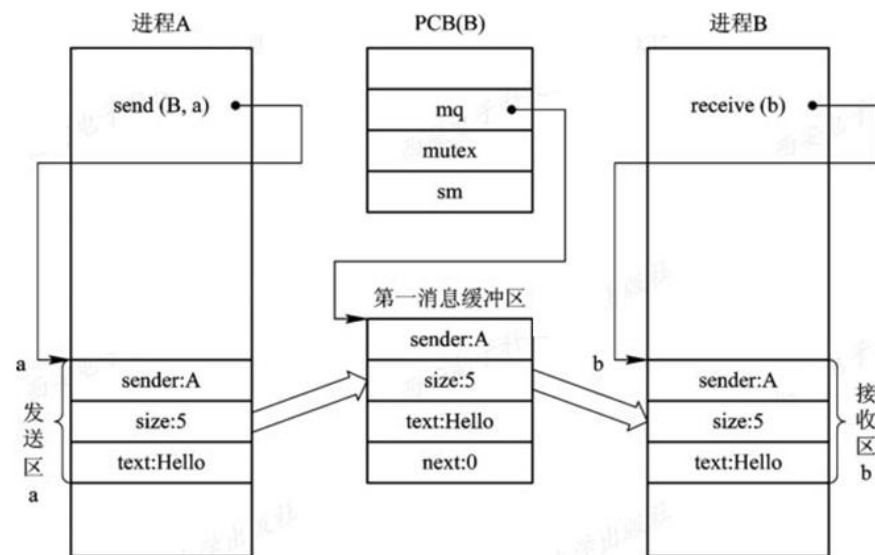 进程A
send (B, a)
a
发送区
a
sender:A
size:5
text:Hello
PCB(B)
mq
mutex
sm
第一消息缓冲区
sender:A
size:5
text:Hello
next:0
进程B
receive (b)
b
sender:A
size:5
text:Hello
接收区
b